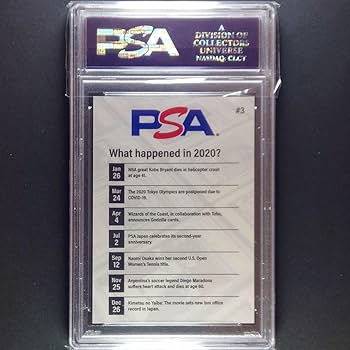 PSA
A
DIVISION OF
COLLECTORS
UNIVERSE
NASDAQ: CLCT
PSA
#3
What happened in 2020?
Jan
26
NBA great Kobe Bryant dies in helicopter crash
at age 41.
Mar
24
The 2020 Tokyo Olympics are postponed due to
COVID-19.
Apr
4
Wizards of the Coast, in collaboration with Toho,
announces Godzilla cards.
Jul
2
PSA Japan celebrates its second-year
anniversary.
Sep
12
Naomi Osaka wins her second U.S. Open
Women's Tennis title.
Nov
25
Argentina's soccer legend Diego Maradona
suffers heart attack and dies at age 60.
Dec
26
Kimetsu no Yaiba: The movie sets new box office
record in Japan.